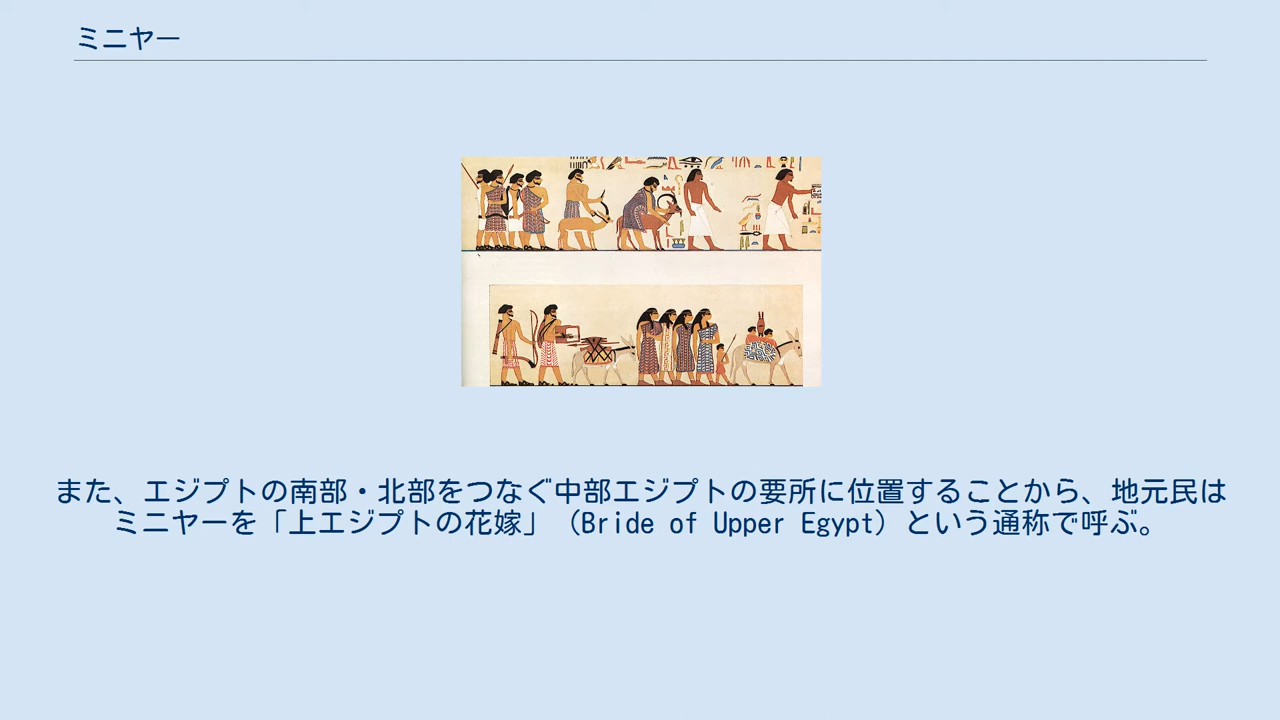 ミニヤー
また、エジプトの南部・北部をつなぐ中部エジプトの要所に位置することから、地元民は
ミニヤーを「上エジプトの花嫁」（Bride of Upper Egypt）という通称で呼ぶ。